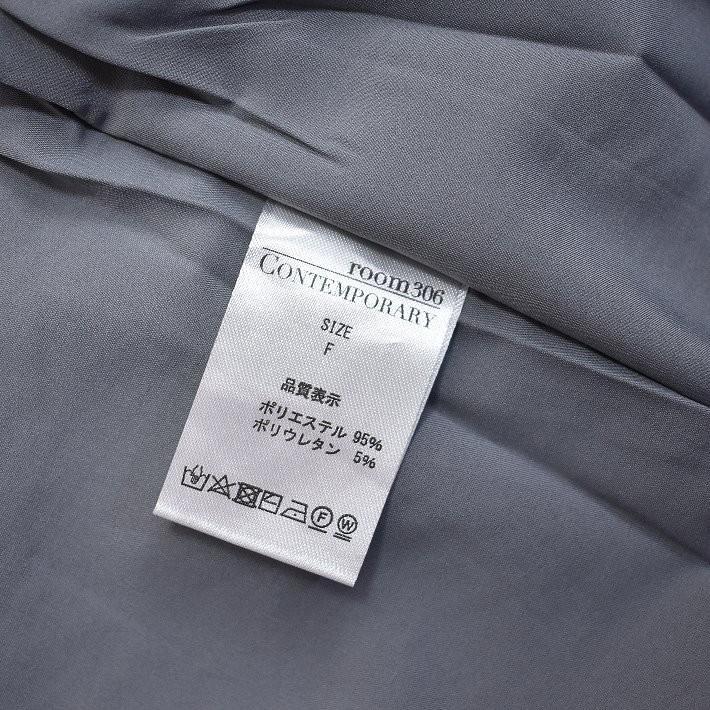 room306
CONTEMPORARY
SIZE
F
品質表示
ポリエステル 95%
ポリウレタン 5%
F W